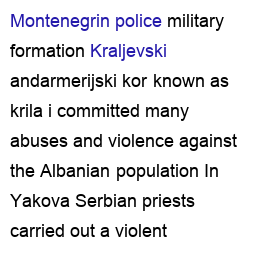 Montenegrin police military
formation Kraljevski
andarmerijski kor known as
krila i committed many
abuses and violence against
the Albanian population In
Yakova Serbian priests
carried out a violent